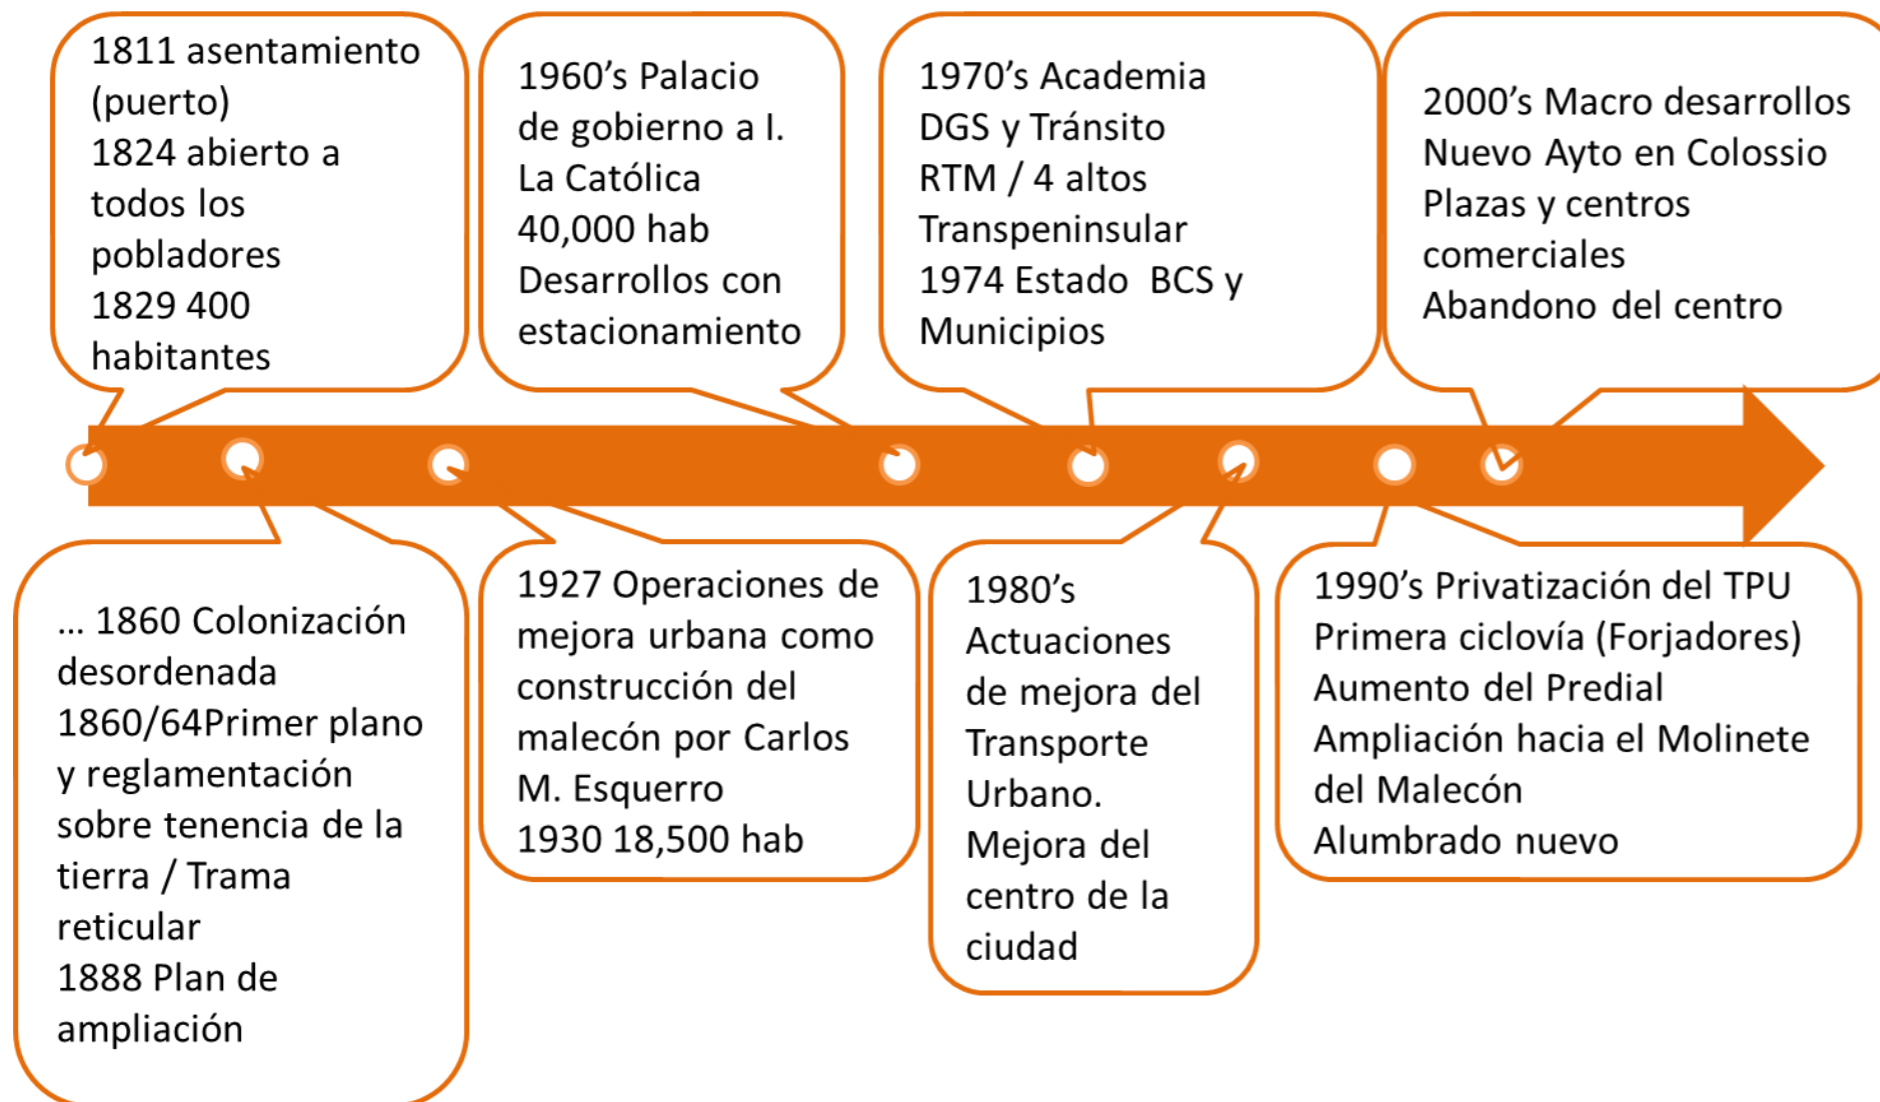 1811 asentamiento
(puerto)
1824 abierto a
todos los
pobladores
1829 400
habitantes
1960’s Palacio
de gobierno a I.
La Católica
40,000 hab
Desarrollos con
estacionamiento
1970’s Academia
DGS y Tránsito
RTM / 4 altos
Transpeninsular
1974 Estado BCS y
Municipios
2000’s Macro desarrollos
Nuevo Ayto en Colossio
Plazas y centros
comerciales
Abandono del centro
... 1860 Colonización
desordenada
1860/64Primer plano
y reglamentación
sobre tenencia de la
tierra / Trama
reticular
1888 Plan de
ampliación
1927 Operaciones de
mejora urbana como
construcción del
malecón por Carlos
M. Esquerro
1930 18,500 hab
1980’s
Actuaciones
de mejora del
Transporte
Urbano.
Mejora del
centro de la
ciudad
1990’s Privatización del TPU
Primera ciclovía (Forjadores)
Aumento del Predial
Ampliación hacia el Molinete
del Malecón
Alumbrado nuevo